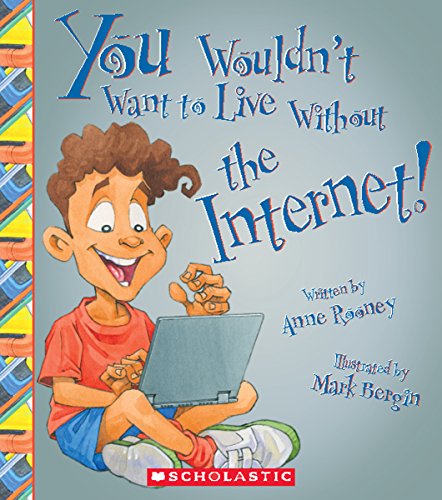 You Wouldn't
Want to Live Without
the
Internet!
Written by
Anne Rooney
Illustrated by
Mark Bergin
SCHOLASTIC